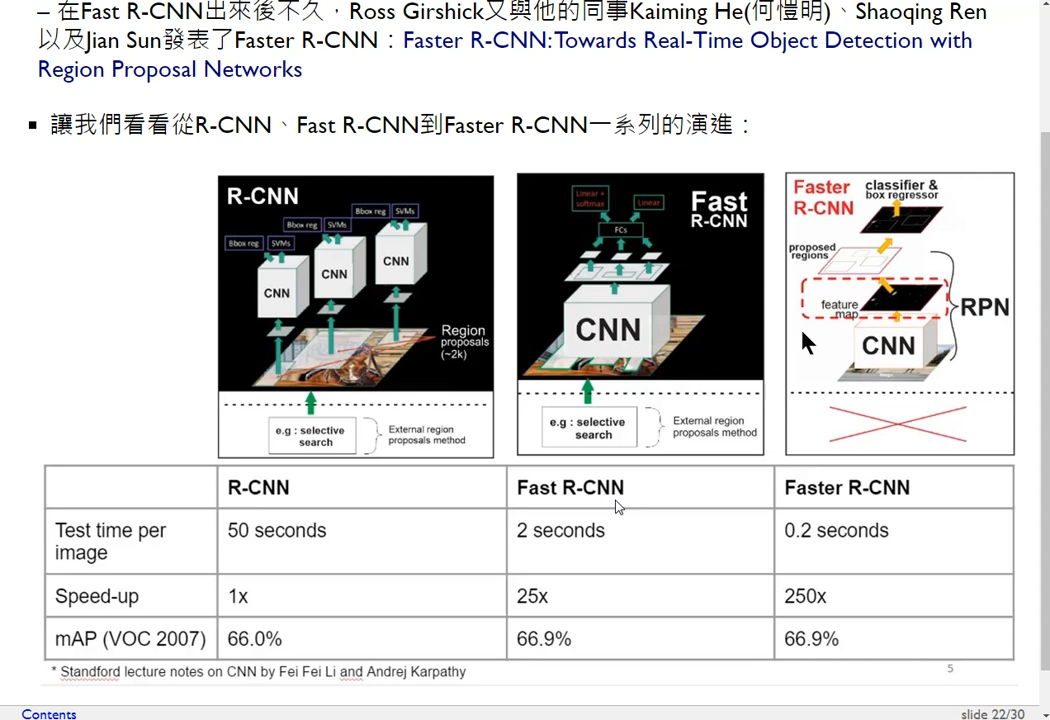 – 在Fast R-CNN出來後不久，Ross Girshick又與他的同事Kaiming He(何愷明)、Shaoqing Ren
以及Jian Sun發表了Faster R-CNN：Faster R-CNN:Towards Real-Time Object Detection with
Region Proposal Networks
▪ 讓我們看看從R-CNN、Fast R-CNN到Faster R-CNN一系列的演進：
R-CNN
Bbox reg SVMs
Bbox reg SVMs
Bbox reg SVMs
CNN
CNN
CNN
Region
proposals
(~2k)
e.g : selective
search
External region
proposals method
Fast
R-CNN
Linear +
softmax
Linear
FCs
CNN
e.g : selective
search
External region
proposals method
Faster
R-CNN
classifier &
box regressor
proposed
regions
feature
map
RPN
CNN
R-CNN Fast R-CNN Faster R-CNN
Test time per
image
50 seconds 2 seconds 0.2 seconds
Speed-up 1x 25x 250x
mAP (VOC 2007) 66.0% 66.9% 66.9%
* Standford lecture notes on CNN by Fei Fei Li and Andrej Karpathy
5
Contents
slide 22/30